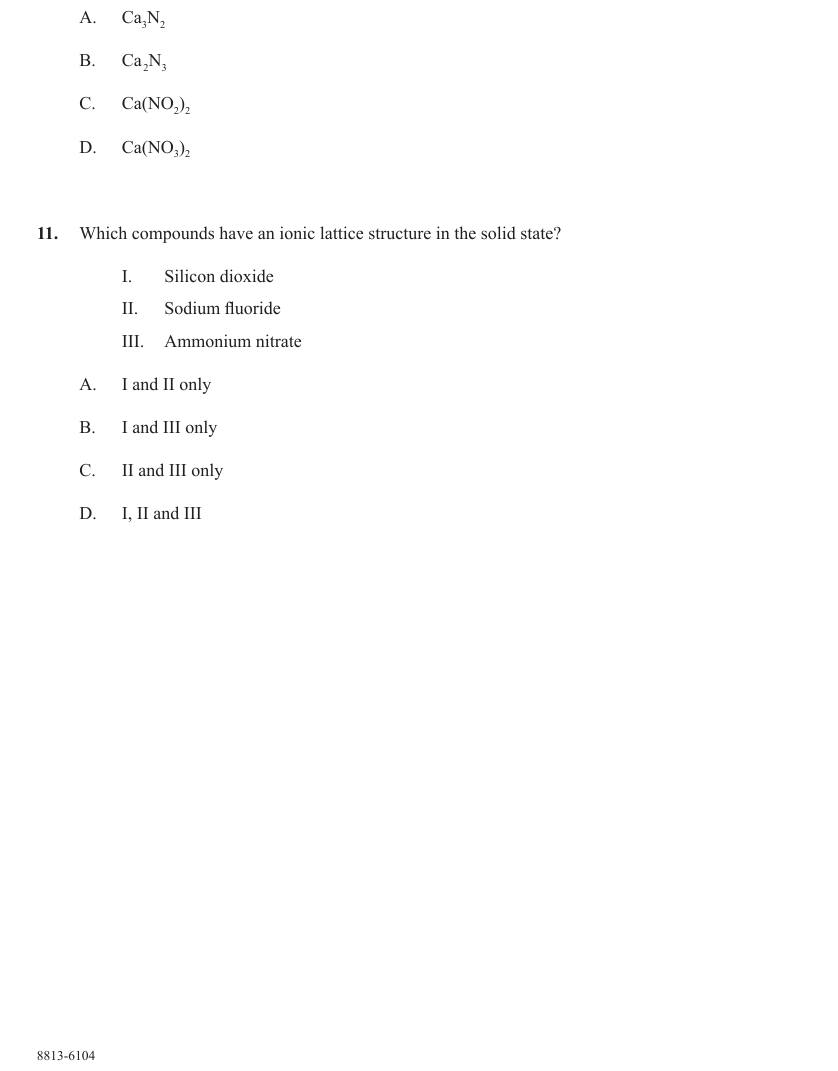 A. Ca₃N₂
B. Ca₂N₃
C. Ca(NO₂)₂
D. Ca(NO₃)₂
11. Which compounds have an ionic lattice structure in the solid state?
I. Silicon dioxide
II. Sodium fluoride
III. Ammonium nitrate
A. I and II only
B. I and III only
C. II and III only
D. I, II and III
8813-6104